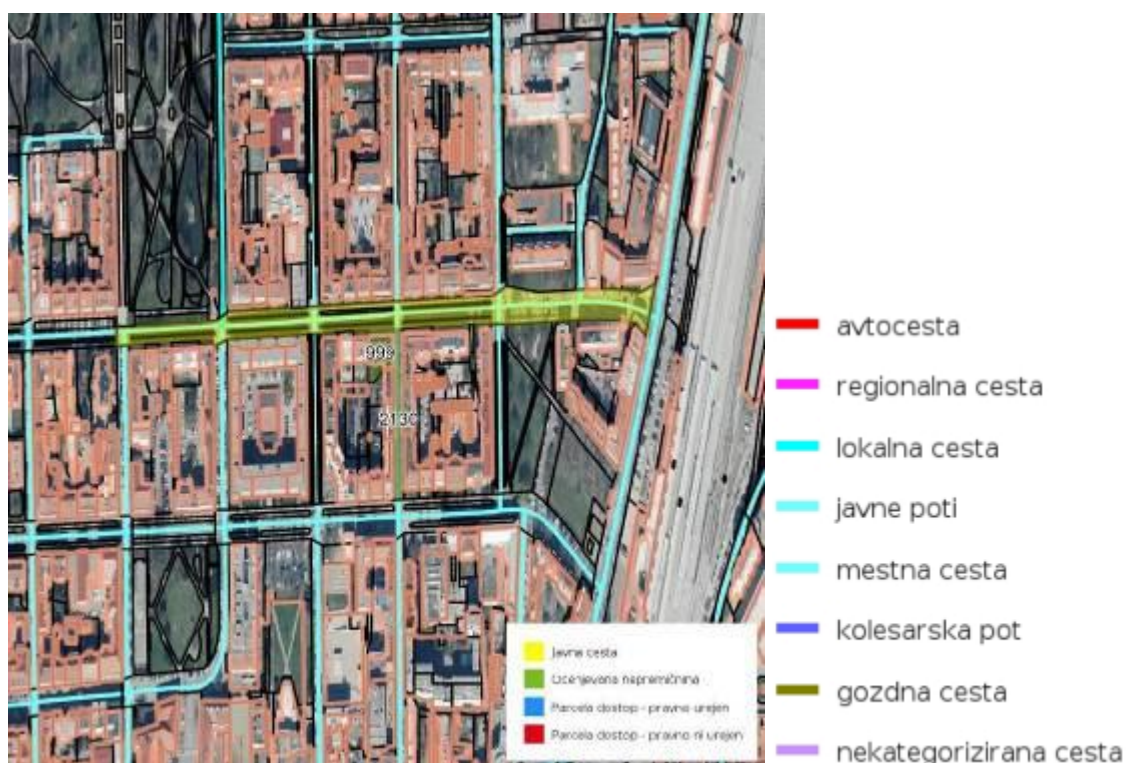 998
2130
Javna cesta
Ocenjevana nepremičnina
Parcela dostop - pravno urejen
Parcela dostop - pravno ni urejen
avtocesta
regionalna cesta
lokalna cesta
javne poti
mestna cesta
kolesarska pot
gozdna cesta
nekategorizirana cesta